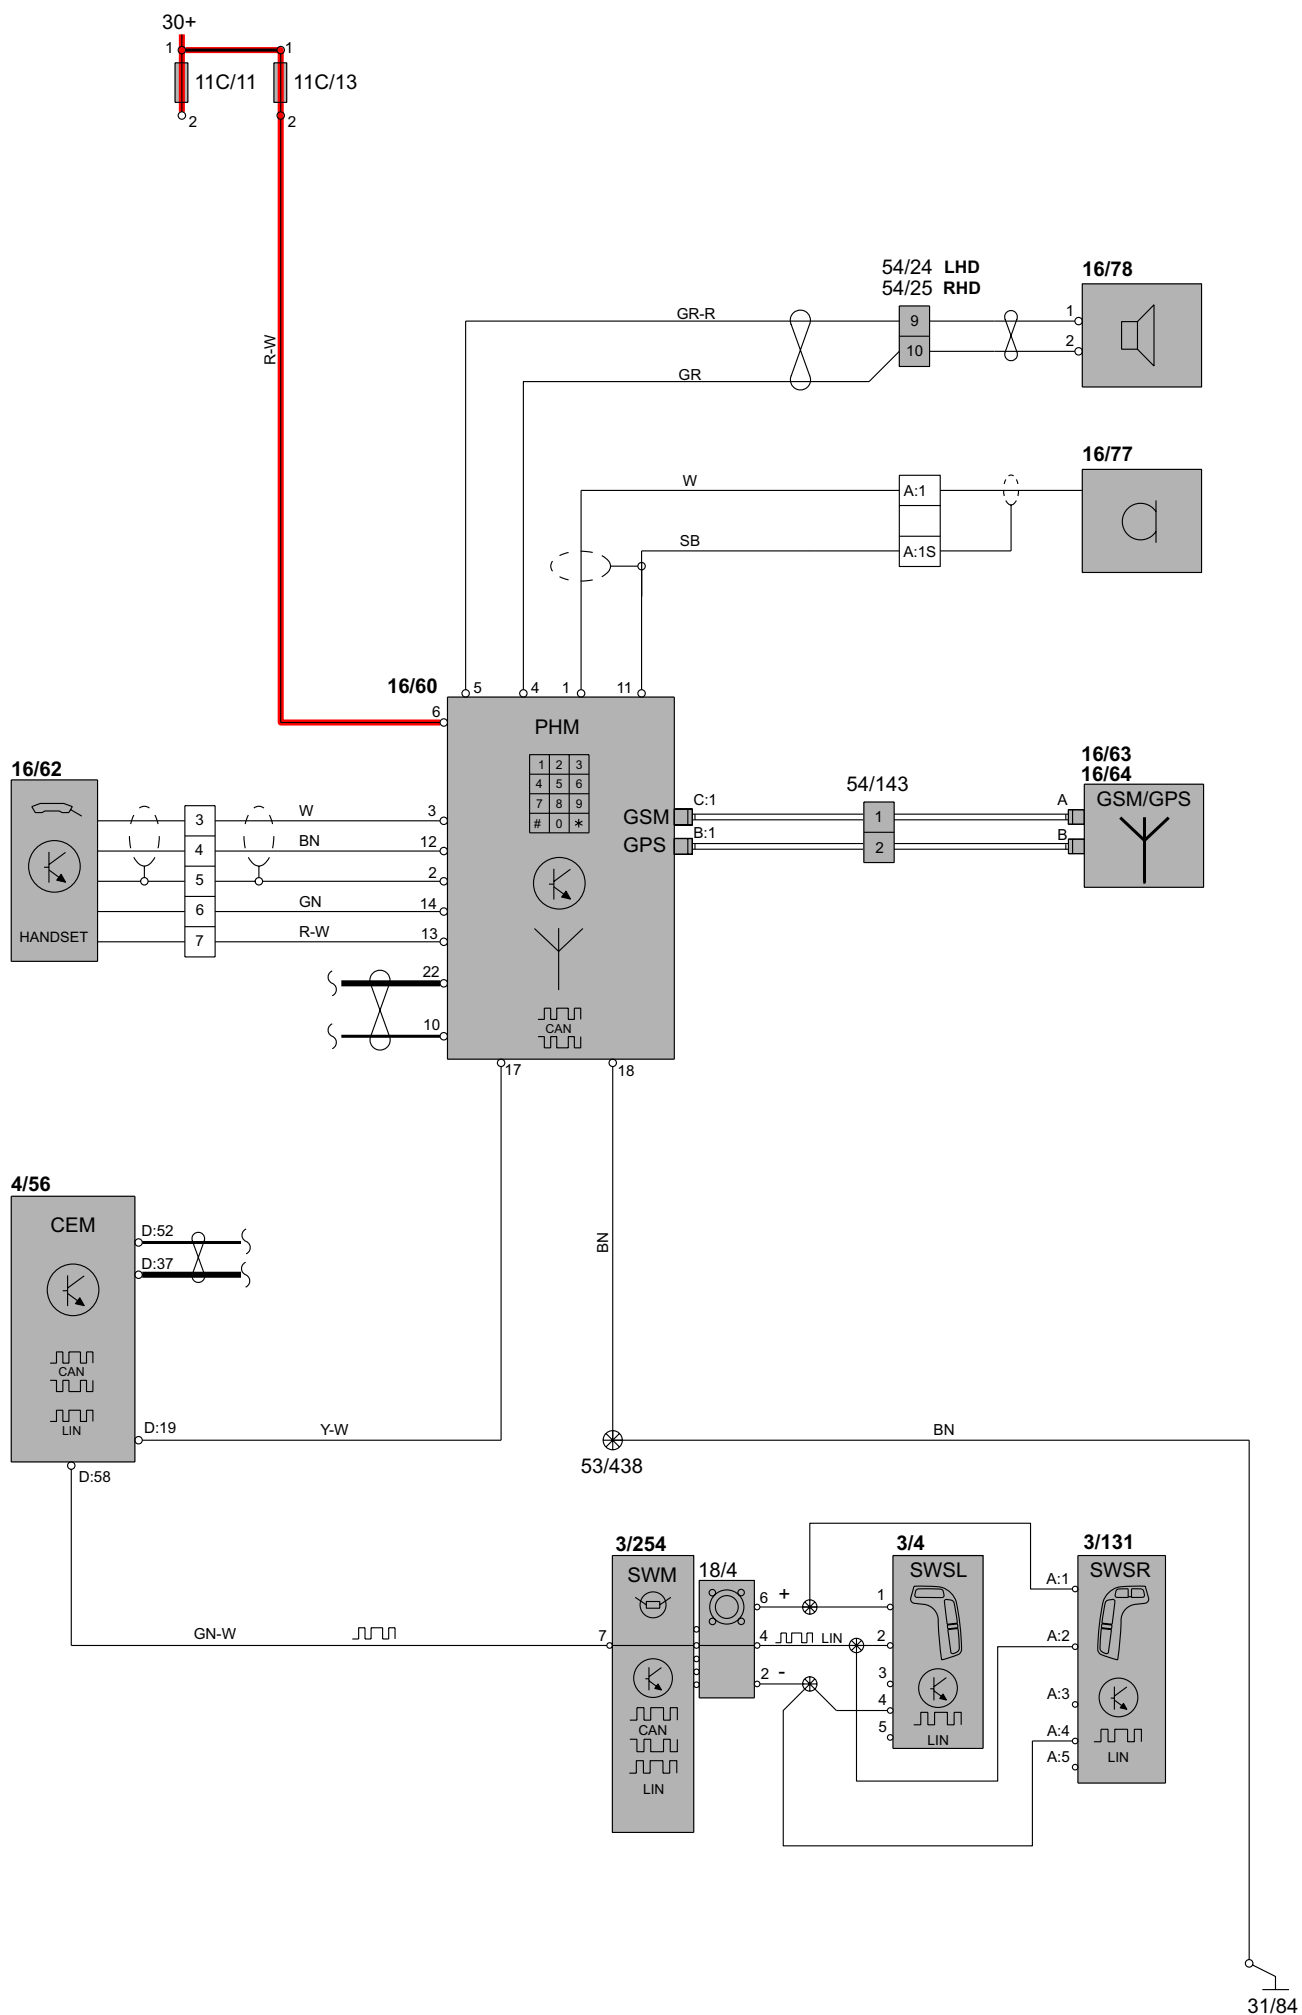 30+
1
1
11C/11
11C/13
2
2
R-W
54/24 LHD
54/25 RHD
16/78
GR-R
9
1
10
2
GR
16/77
W
A:1
SB
A:1S
16/60
5
4
1
11
6
PHM
1 2 3
4 5 6
7 8 9
# 0 *
16/62
HANDSET
3
W
3
4
BN
12
5
2
6
GN
14
7
R-W
13
22
10
CAN
GSM
GPS
C:1
B:1
54/143
1
2
16/63
16/64
A
B
GSM/GPS
17
18
4/56
CEM
D:52
D:37
CAN
LIN
D:19
Y-W
D:58
BN
BN
53/438
3/254
SWM
18/4
3/4
SWSL
3/131
SWSR
GN-W
7
6
+
4
LIN
2
-
CAN
LIN
1
2
3
4
5
LIN
A:1
A:2
A:3
A:4
A:5
LIN
31/84